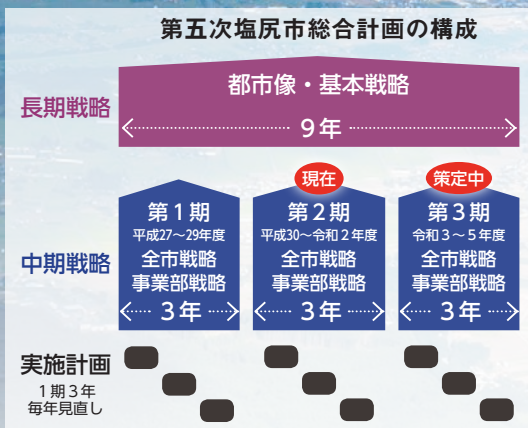 第五次塩尻市総合計画の構成
長期戦略
都市像・基本戦略
9年
現在
策定中
中期戦略
第1期
平成27～29年度
全市戦略
事業部戦略
3年
第2期
平成30～令和2年度
全市戦略
事業部戦略
3年
第3期
令和3～5年度
全市戦略
事業部戦略
3年
実施計画
1期3年
毎年見直し